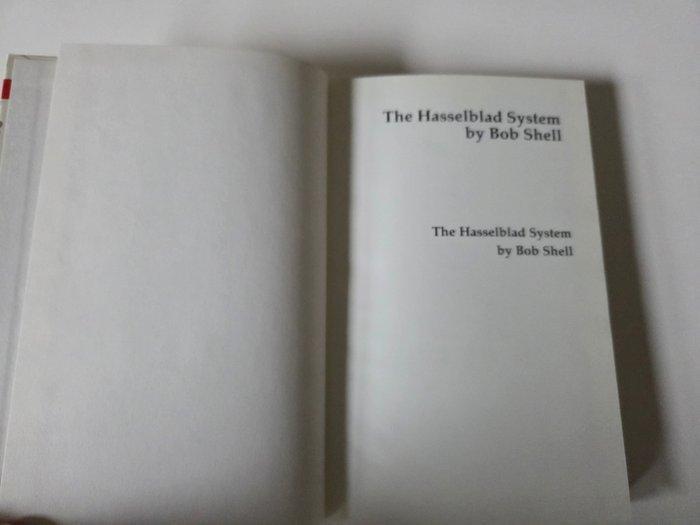 The Hasselblad System
by Bob Shell
The Hasselblad System
by Bob Shell